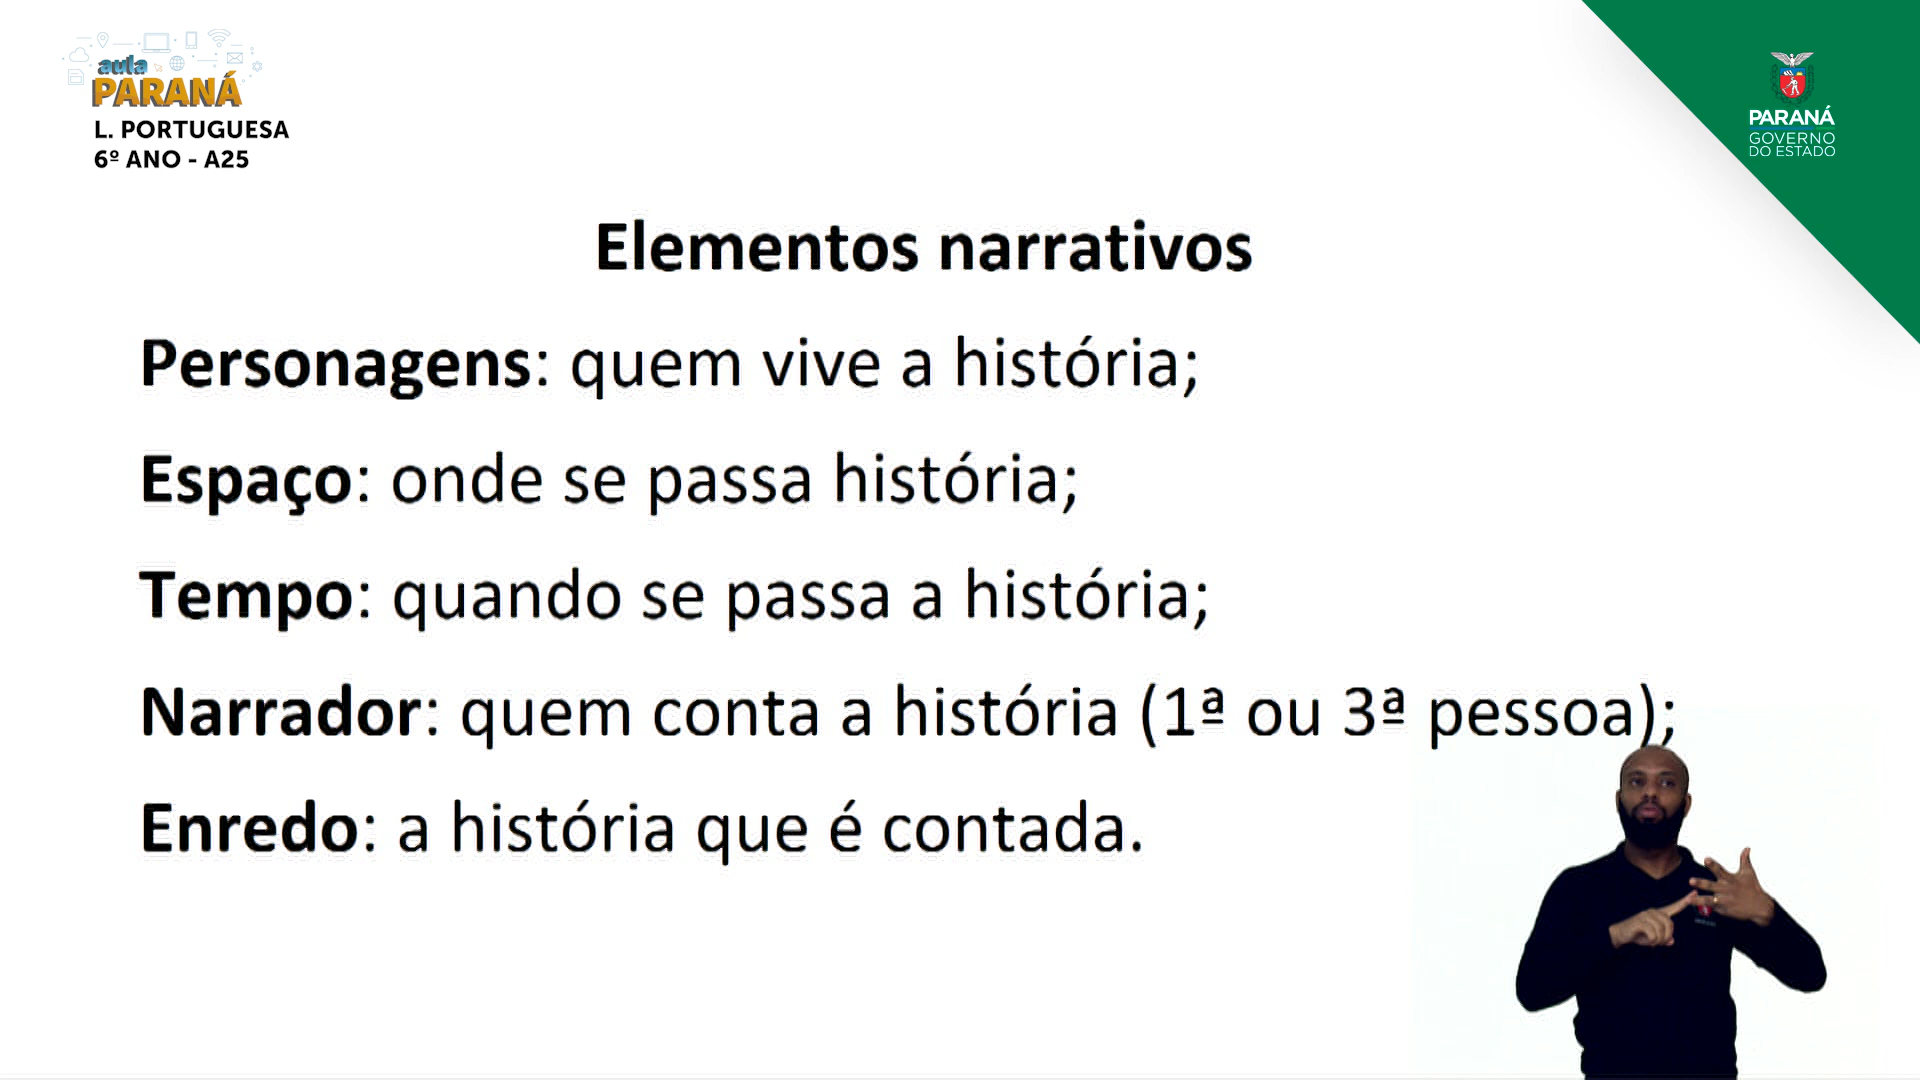 aula
PARANÁ
L. PORTUGUESA
6º ANO - A25
PARANÁ
GOVERNO
DO ESTADO
Elementos narrativos
Personagens: quem vive a história;
Espaço: onde se passa história;
Tempo: quando se passa a história;
Narrador: quem conta a história (1ª ou 3ª pessoa);
Enredo: a história que é contada.